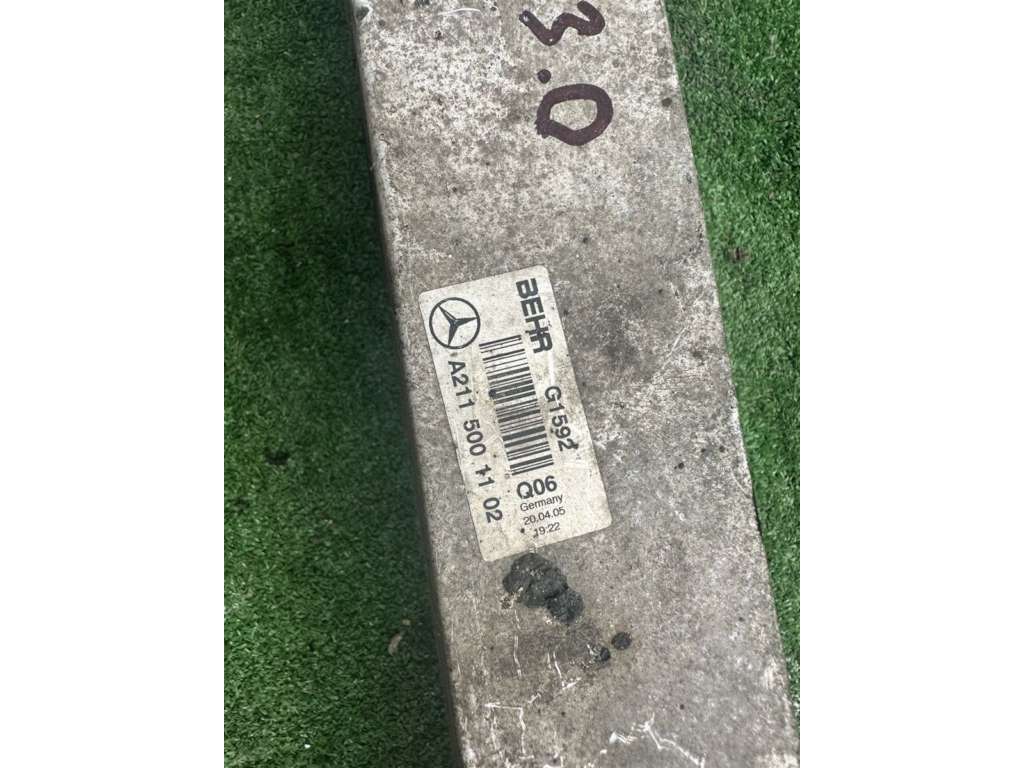 3.0
BEHR G1592
A211 500 11 02
Q06
Germany
20.04.05
19:22